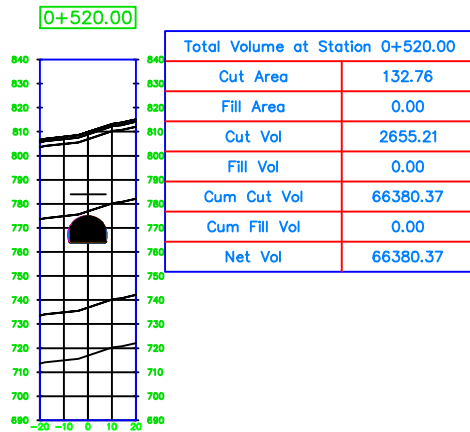 0+520.00
Total Volume at Station 0+520.00
Cut Area 132.76
Fill Area 0.00
Cut Vol 2655.21
Fill Vol 0.00
Cum Cut Vol 66380.37
Cum Fill Vol 0.00
Net Vol 66380.37
840 840
830 830
820 820
810 810
800 800
790 790
780 780
770 770
760 760
750 750
740 740
730 730
720 720
710 710
700 700
690 690
-20 -10 0 10 20